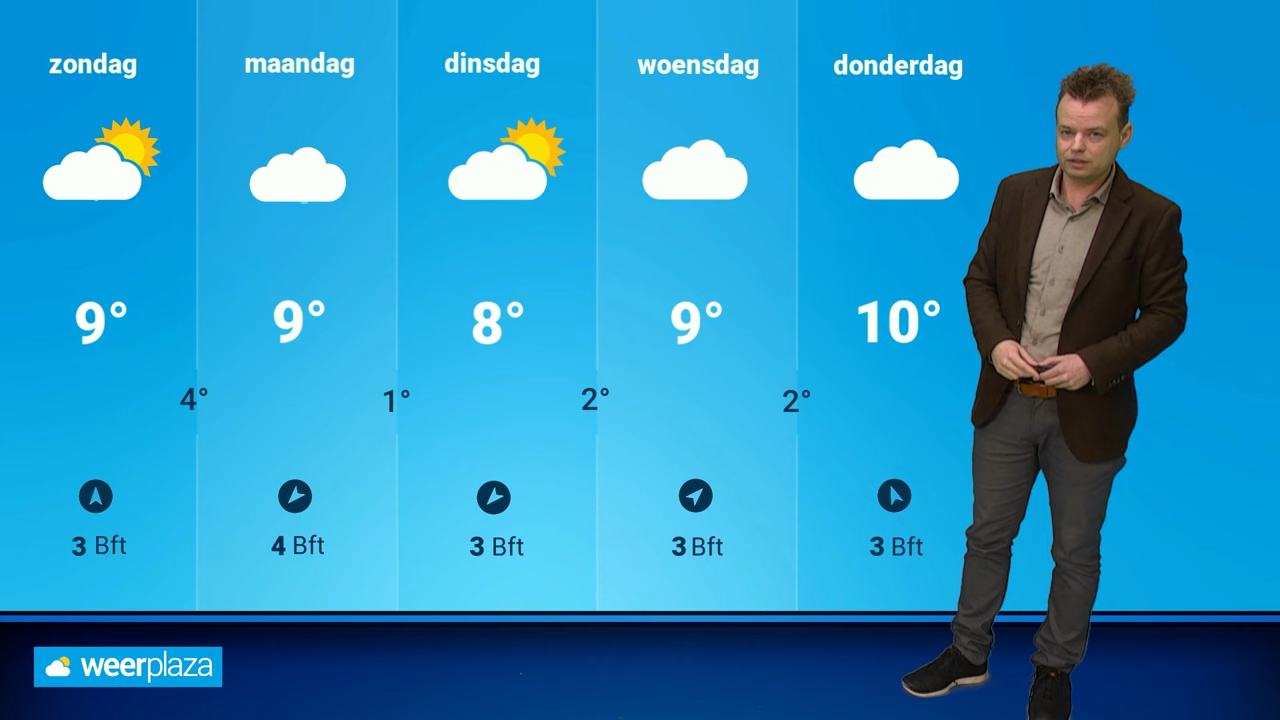 zondag maandag dinsdag woensdag donderdag
9° 9° 8° 9° 10°
4° 1° 2° 2°
3 Bft 4 Bft 3 Bft 3 Bft 3 Bft
weerplaza